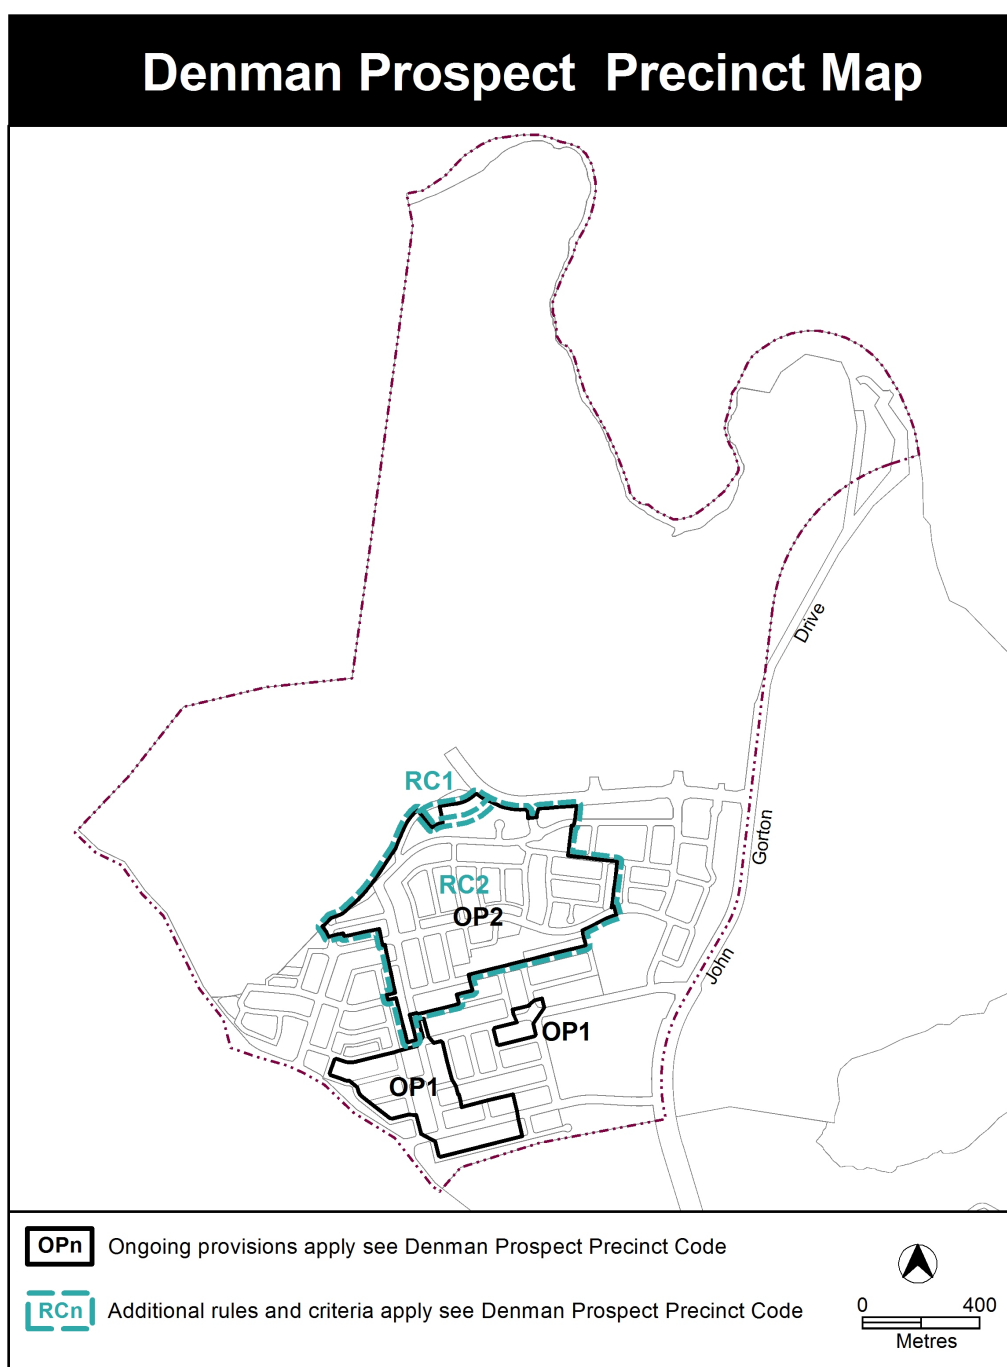 Denman Prospect Precinct Map
Drive
RC1
Gorton
RC2
OP2
John
OP1
OP1
OPn Ongoing provisions apply see Denman Prospect Precinct Code
RCn Additional rules and criteria apply see Denman Prospect Precinct Code
0 400
Metres